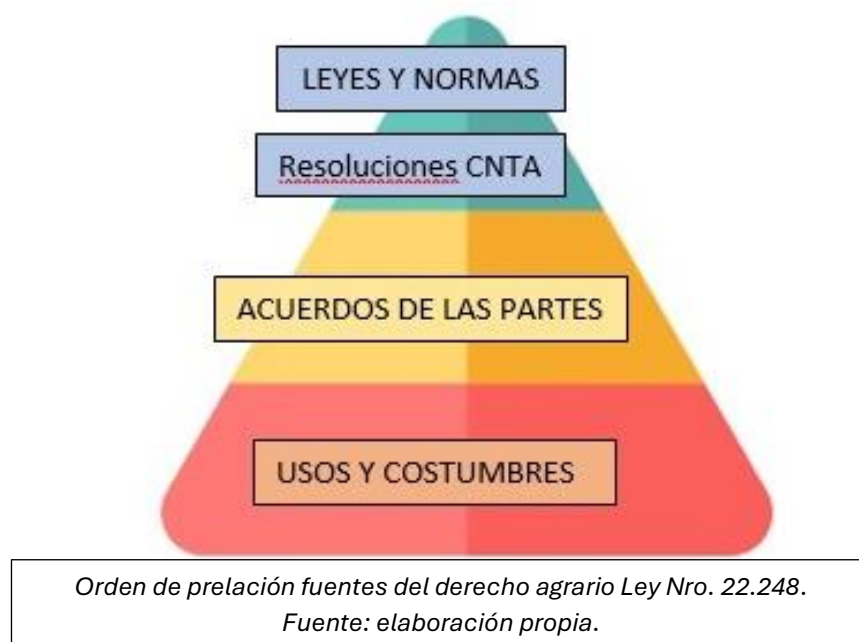 LEYES Y NORMAS
Resoluciones CNTA
ACUERDOS DE LAS PARTES
USOS Y COSTUMBRES
Orden de prelación fuentes del derecho agrario Ley Nro. 22.248.
Fuente: elaboración propia.